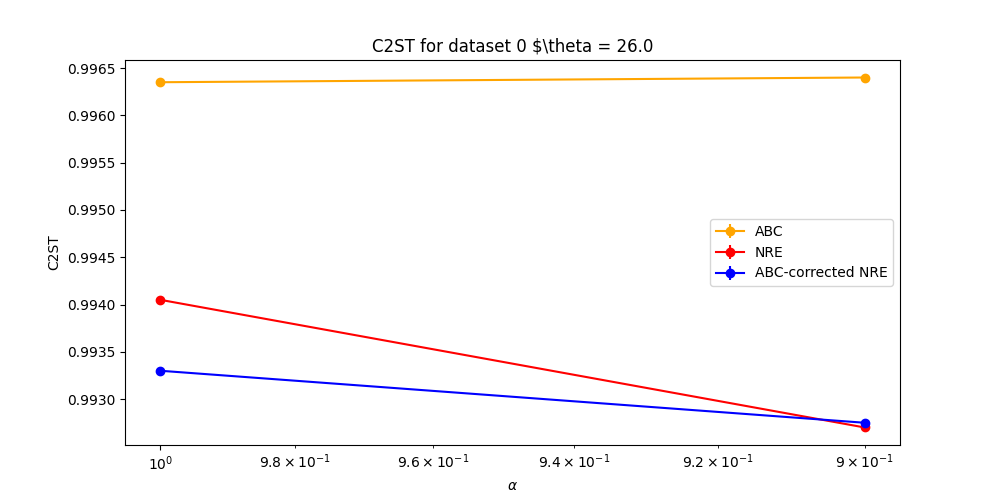 C2ST for dataset 0 $\theta = 26.0
0.9965
0.9960
0.9955
0.9950
0.9945
0.9940
0.9935
0.9930
C2ST
ABC
NRE
ABC-corrected NRE
10⁰
9.8 × 10⁻¹
9.6 × 10⁻¹
9.4 × 10⁻¹
9.2 × 10⁻¹
9 × 10⁻¹
α